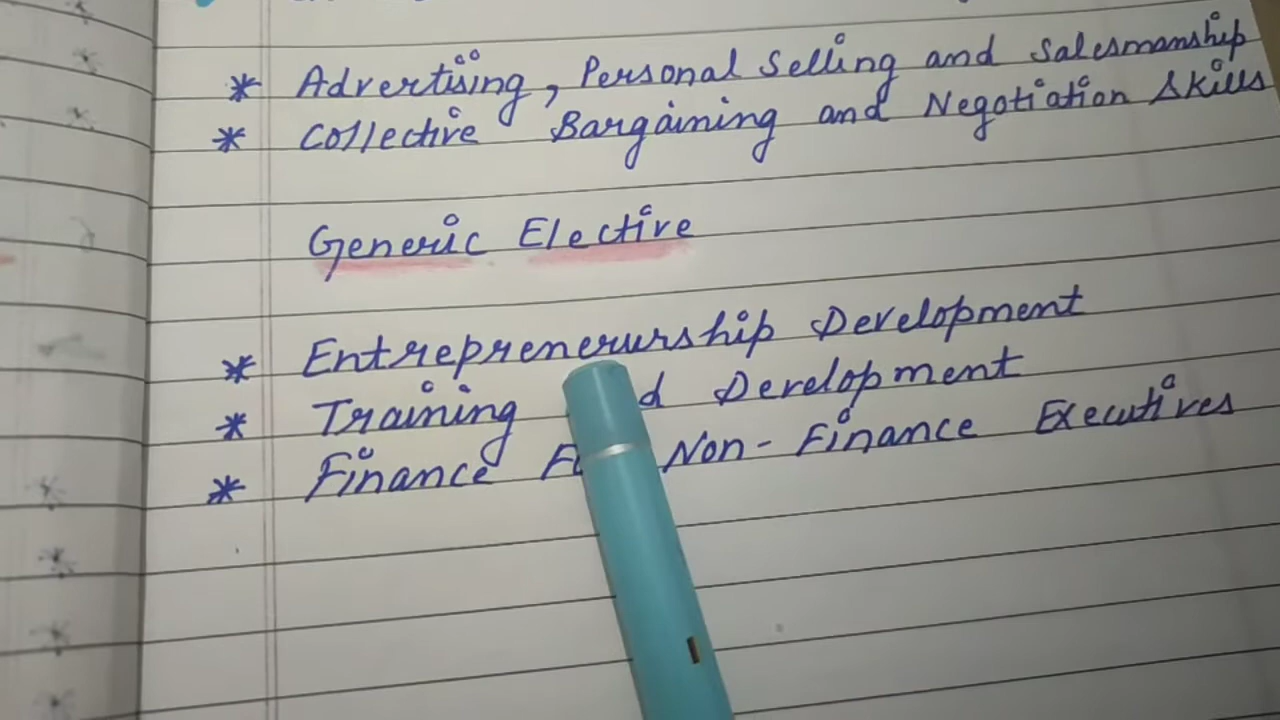 * Advertising, Personal Selling and Salesmanship
* Collective Bargaining and Negotiation Skills
Generic Elective
* Entreprenerurship Development
* Training d Development
* Finance Non-Finance Executives